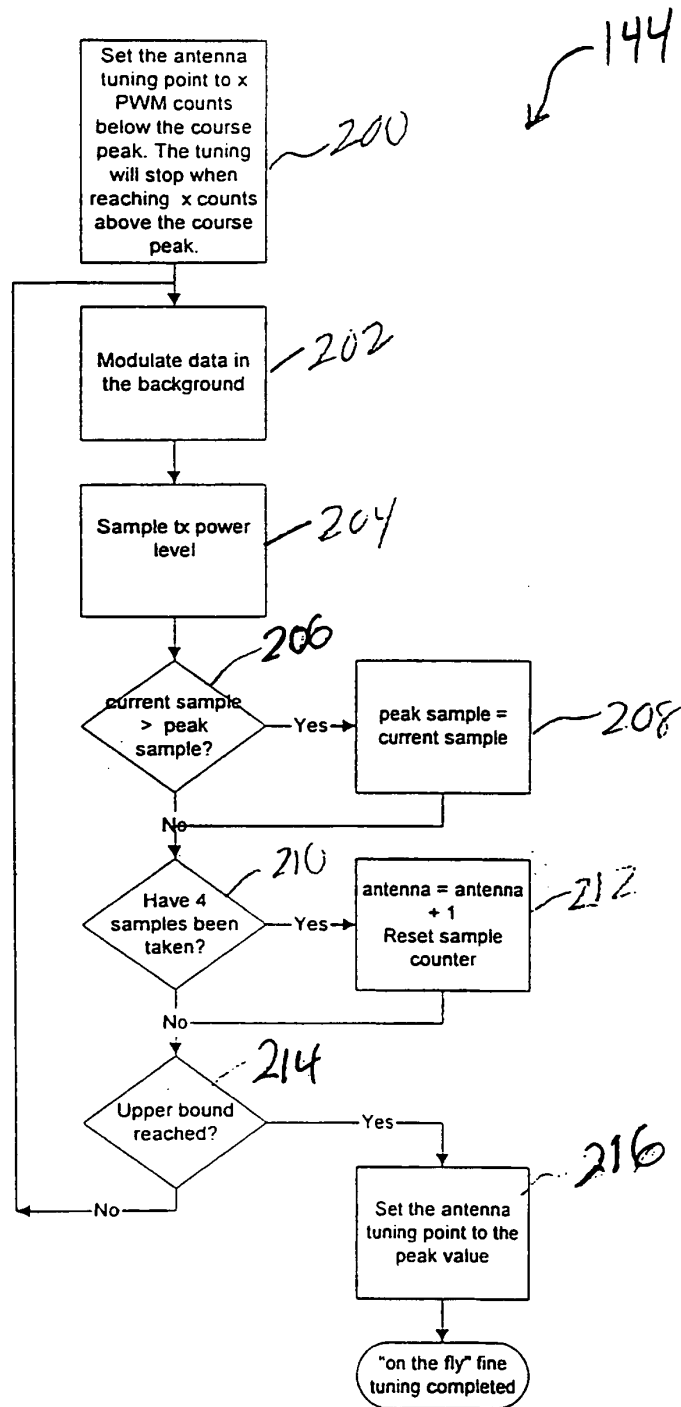 144
Set the antenna
tuning point to x
PWM counts
below the course
peak. The tuning
will stop when
reaching x counts
above the course
peak.
200
Modulate data in
the background
202
Sample tx power
level
204
206
current sample
> peak
sample?
Yes
peak sample =
current sample
208
No
210
Have 4
samples been
taken?
Yes
antenna = antenna
+ 1
Reset sample
counter
212
No
214
Upper bound
reached?
Yes
No
216
Set the antenna
tuning point to the
peak value
"on the fly" fine
tuning completed